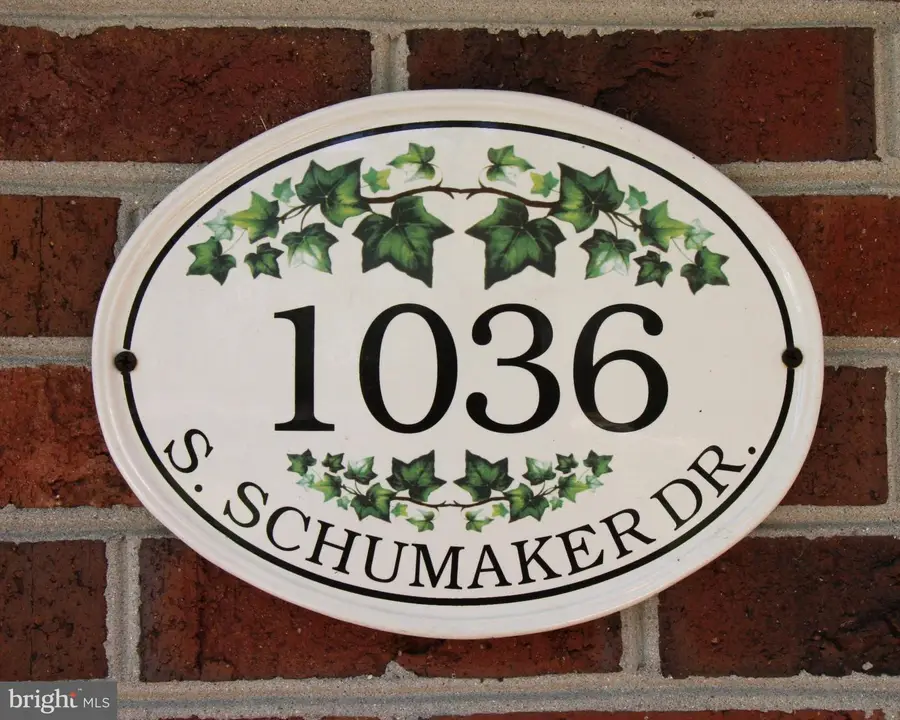 1036
S. SCHUMAKER DR.
bright MLS